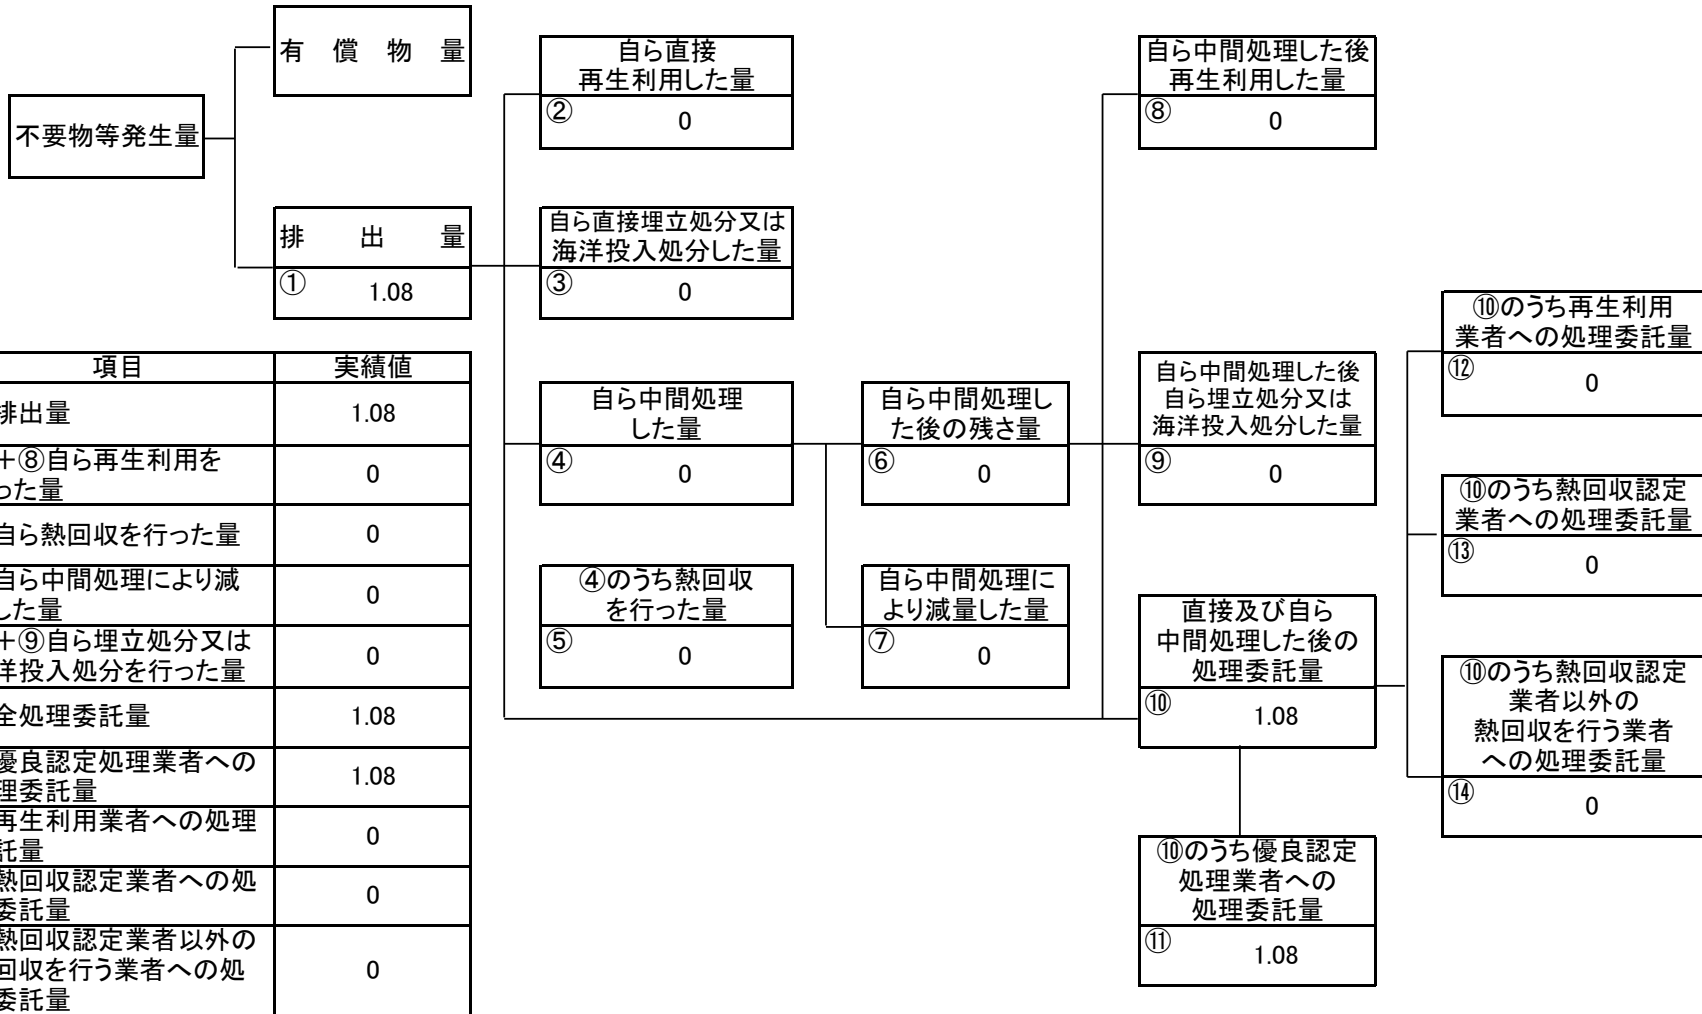 有償物量
不要物等発生量
排出量
① 1.08
自ら直接
再生利用した量
② 0
自ら直接埋立処分又は
海洋投入処分した量
③ 0
自ら中間処理
した量
④ 0
④のうち熱回収
を行った量
⑤ 0
自ら中間処理し
た後の残さ量
⑥ 0
自ら中間処理に
より減量した量
⑦ 0
自ら中間処理した後
再生利用した量
⑧ 0
自ら中間処理した後
自ら埋立処分又は
海洋投入処分した量
⑨ 0
直接及び自ら
中間処理した後の
処理委託量
⑩ 1.08
⑩のうち優良認定
処理業者への
処理委託量
⑪ 1.08
⑩のうち再生利用
業者への処理委託量
⑫ 0
⑩のうち熱回収認定
業者への処理委託量
⑬ 0
⑩のうち熱回収認定
業者以外の
熱回収を行う業者
への処理委託量
⑭ 0
項目 実績値
排出量 1.08
+⑧自ら再生利用を
った量 0
自ら熱回収を行った量 0
自ら中間処理により減
した量 0
+⑨自ら埋立処分又は
洋投入処分を行った量 0
全処理委託量 1.08
優良認定処理業者への
理委託量 1.08
再生利用業者への処理
託量 0
熱回収認定業者への処
委託量 0
熱回収認定業者以外の
回収を行う業者への処
委託量 0